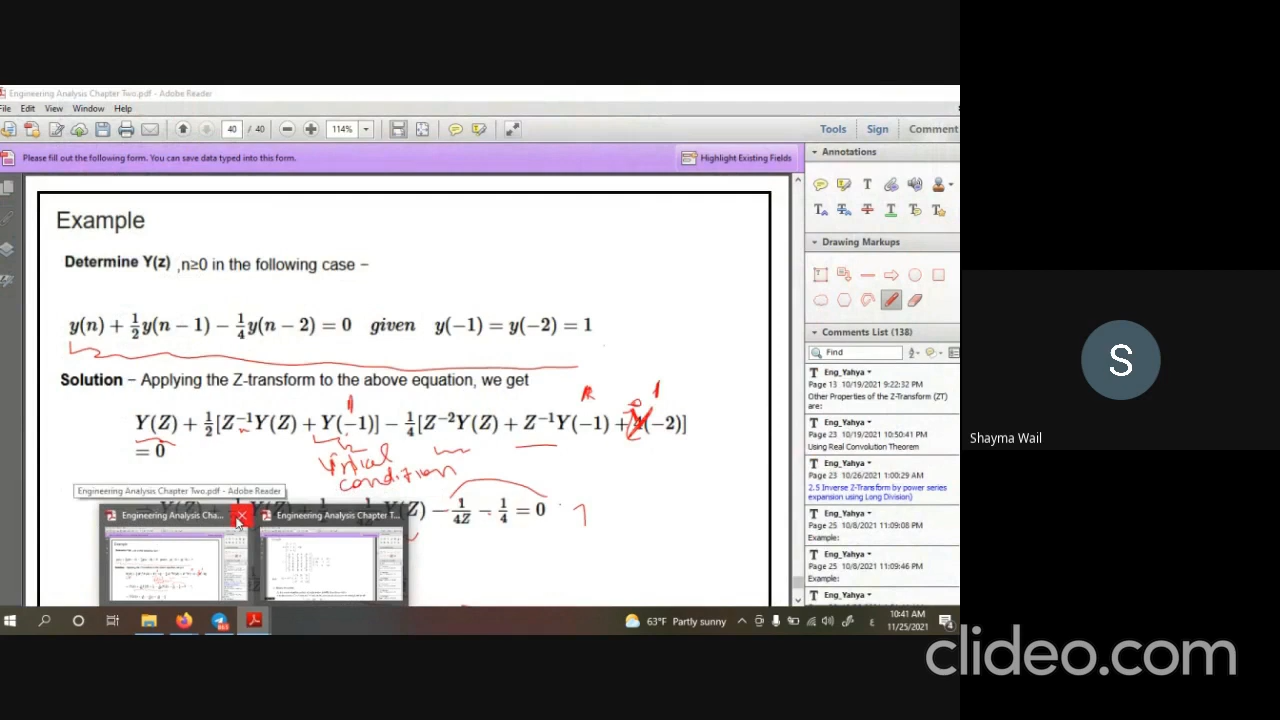 Engineering Analysis Chapter Two.pdf - Adobe Reader
File Edit View Window Help
40 / 40 114% Tools Sign Comment
Please fill out the following form. You can save data typed into this form. Highlight Existing Fields
Annotations
Example
Determine Y(z) ,n≥0 in the following case –
Drawing Markups
y(n) + 1/2 y(n − 1) − 1/4 y(n − 2) = 0 given y(−1) = y(−2) = 1
Solution – Applying the Z-transform to the above equation, we get
Y(Z) + 1/2 [Z⁻¹Y(Z) + Y(−1)] − 1/4 [Z⁻²Y(Z) + Z⁻¹Y(−1) + (−2)]
= 0
condition
Y(Z) − 1/4Z − 1/4 = 0
Comments List (138)
Find
Eng_Yahya
Page 13 10/19/2021 9:22:32 PM
Other Properties of the Z-Transform (ZT)
are:
Eng_Yahya
Page 23 10/19/2021 10:50:41 PM
Using Real Convolution Theorem
Eng_Yahya
Page 23 10/26/2021 1:00:29 AM
2.5 Inverse Z-Transform by power series
expansion using Long Division)
Eng_Yahya
Page 25 10/8/2021 11:09:08 PM
Example:
Eng_Yahya
Page 25 10/8/2021 11:09:46 PM
Example:
Eng_Yahya
Engineering Analysis Chapter Two.pdf - Adobe Reader
Engineering Analysis Cha...
Engineering Analysis Chapter T...
63°F Partly sunny
10:41 AM
11/25/2021
S
Shayma Wail
clideo.com